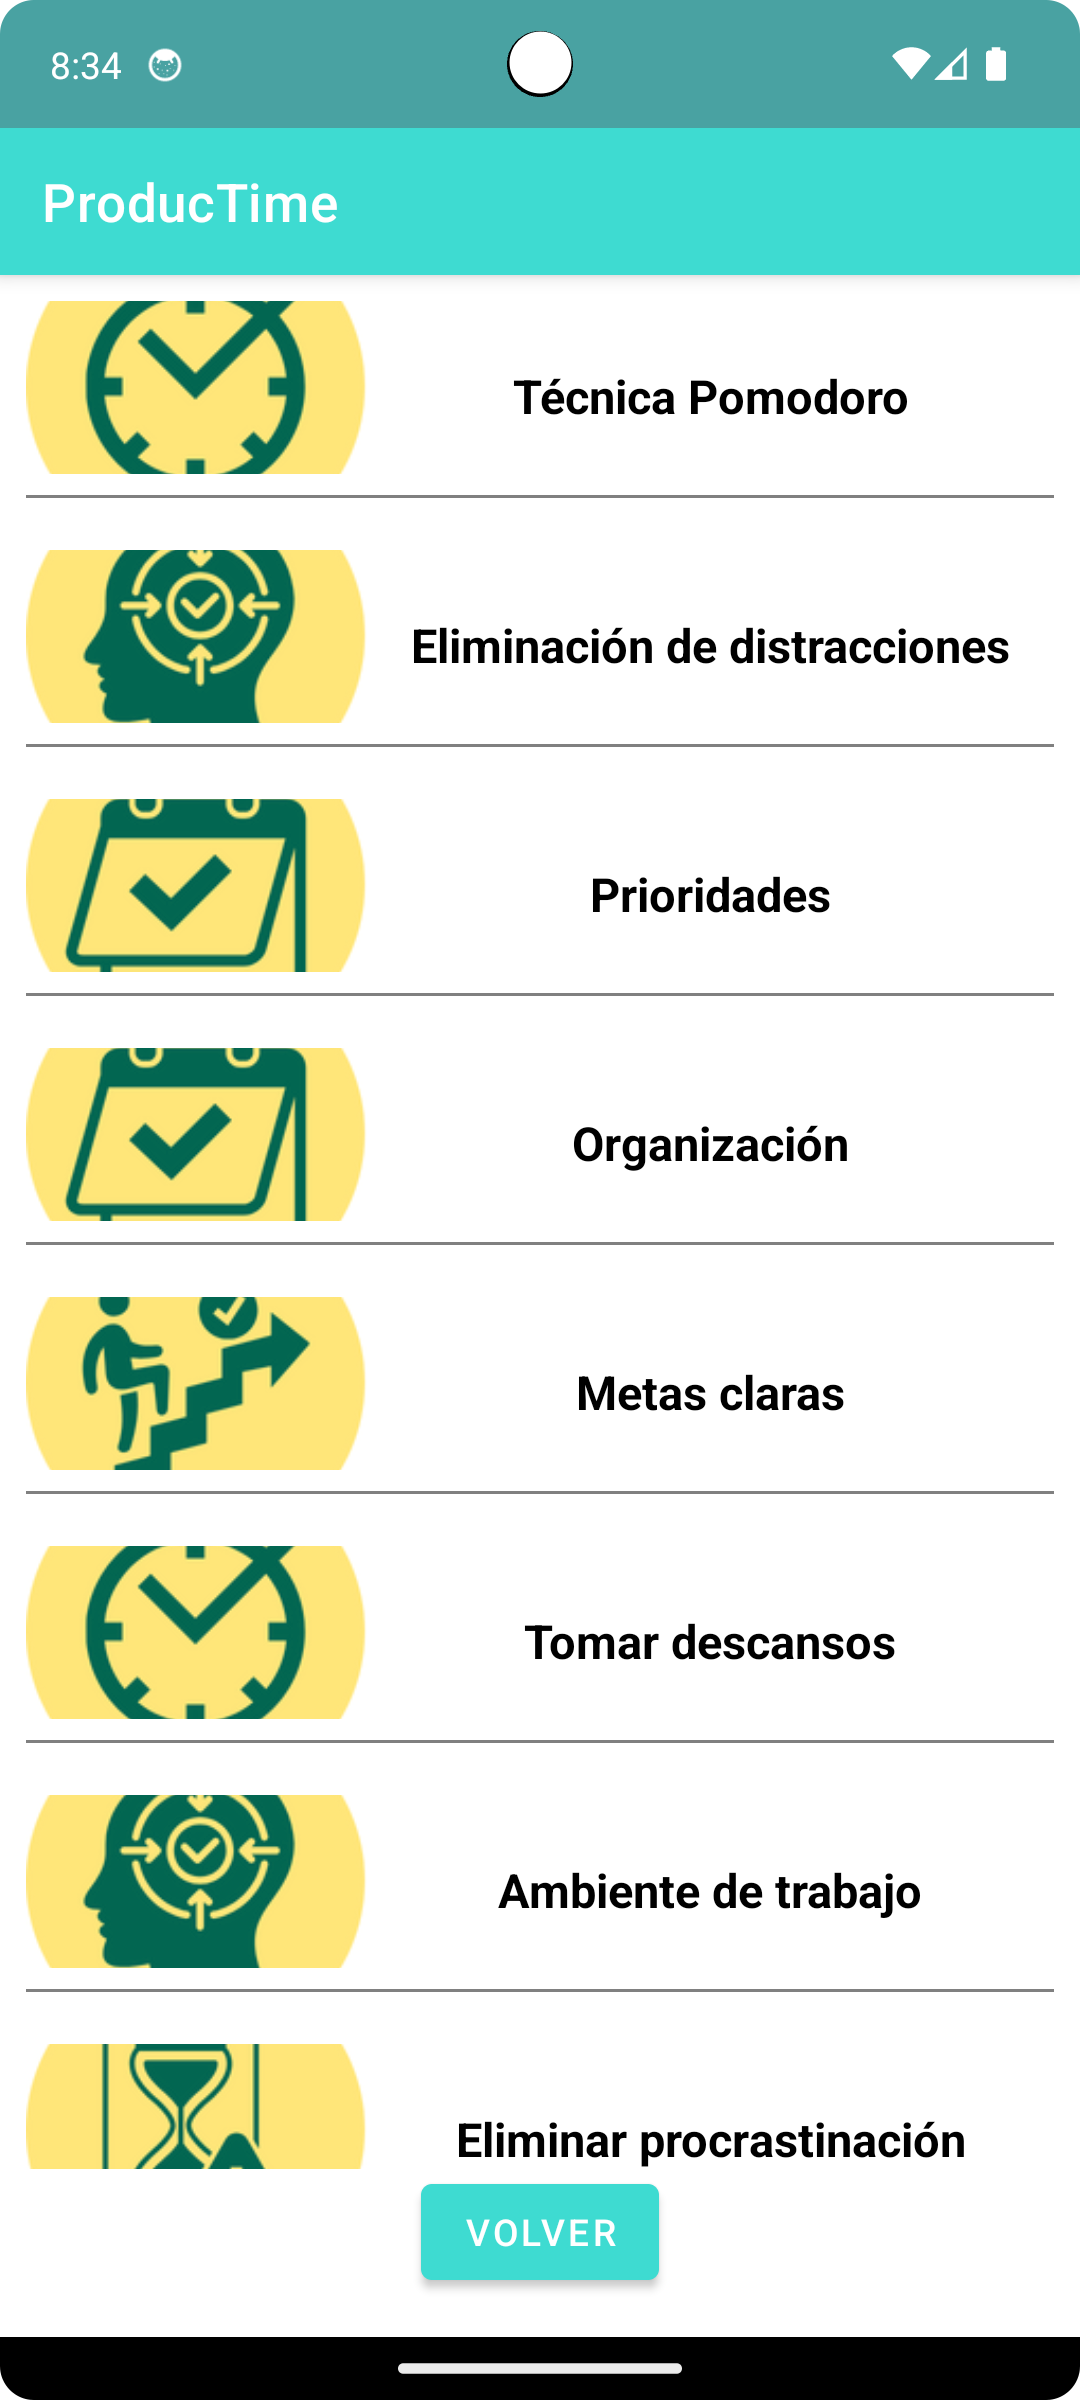 8:34
ProducTime
Técnica Pomodoro
Eliminación de distracciones
Prioridades
Organización
Metas claras
Tomar descansos
Ambiente de trabajo
Eliminar procrastinación
VOLVER